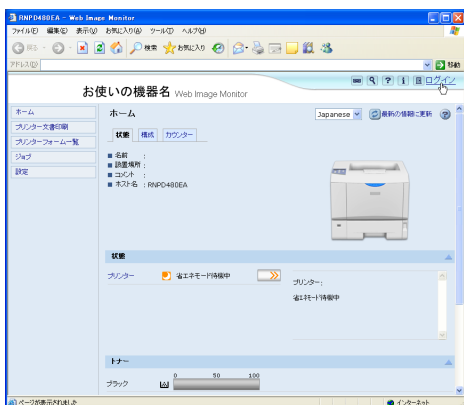 RNPD480EA - Web Image Monitor
ファイル(F) 編集(E) 表示(V) お気に入り(A) ツール(T) ヘルプ(H)
戻る 検索 お気に入り
アドレス(D) 移動
ログイン
お使いの機器名 Web Image Monitor
ホーム
プリンター文書印刷
プリンターフォーム一覧
ジョブ
設定
ホーム Japanese 最新の情報に更新
状態 構成 カウンター
名前 :
設置場所 :
コメント :
ホスト名 : RNPD480EA
状態
プリンター 省エネモード待機中
プリンター:
省エネモード待機中
トナー
0 50 100
ブラック
ページが表示されました インターネット